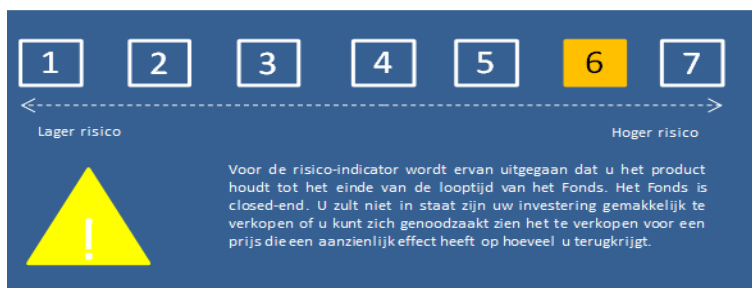 1 2 3 4 5 6 7
Lager risico Hoger risico
Voor de risico-indicator wordt ervan uitgegaan dat u het product
houdt tot het einde van de looptijd van het Fonds. Het Fonds is
closed-end. U zult niet in staat zijn uw investering gemakkelijk te
verkopen of u kunt zich genoodzaakt zien het te verkopen voor een
prijs die een aanzienlijk effect heeft op hoeveel u terugkrijgt.
!